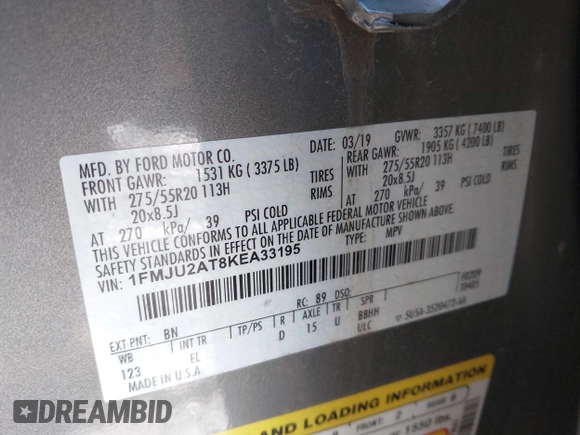 MFD. BY FORD MOTOR CO.
DATE: 03/19 GVWR: 3357 KG ( 7400 LB)
FRONT GAWR: 1531 KG ( 3375 LB)
REAR GAWR: 1905 KG ( 4200 LB)
WITH 275/55R20 113H TIRES
WITH 275/55R20 113H TIRES
20x8.5J RIMS
20x8.5J RIMS
AT 270 kPa/ 39 PSI COLD
AT 270 kPa/ 39 PSI COLD
THIS VEHICLE CONFORMS TO ALL APPLICABLE FEDERAL MOTOR VEHICLE
SAFETY STANDARDS IN EFFECT ON THE DATE OF MANUFACTURE SHOWN ABOVE.
VIN: 1FMJU2AT8KEA33195
TYPE: MPV
EXT PNT: BN RC: 89 DSO:
WB INT TR TP/PS R AXLE TR SPR
123 EL D 15 U BBHH
ULC
MADE IN U.S.A.
AND LOADING INFORMATION
FRONT: 2
1550 lbs.
DREAMBID